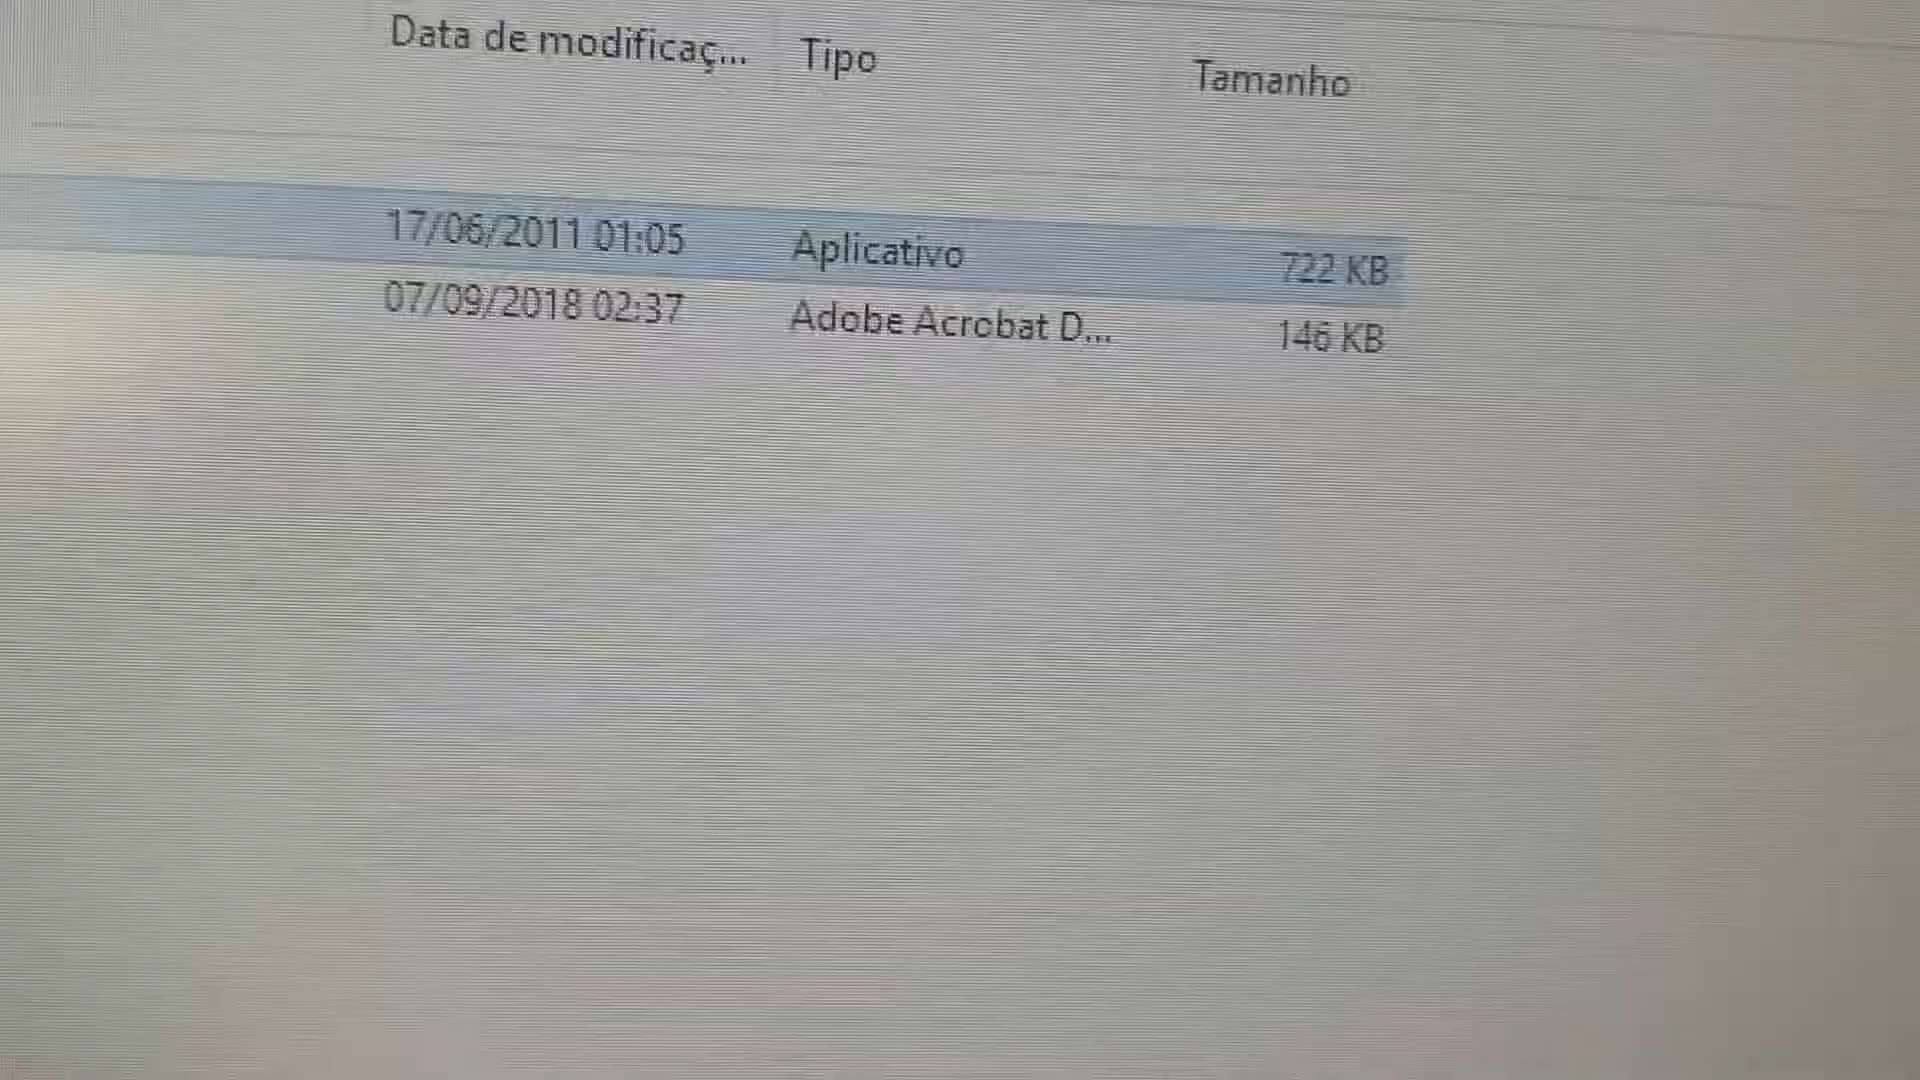 Data de modificaç... Tipo Tamanho
17/06/2011 01:05 Aplicativo 722 KB
07/09/2018 02:37 Adobe Acrobat D... 146 KB